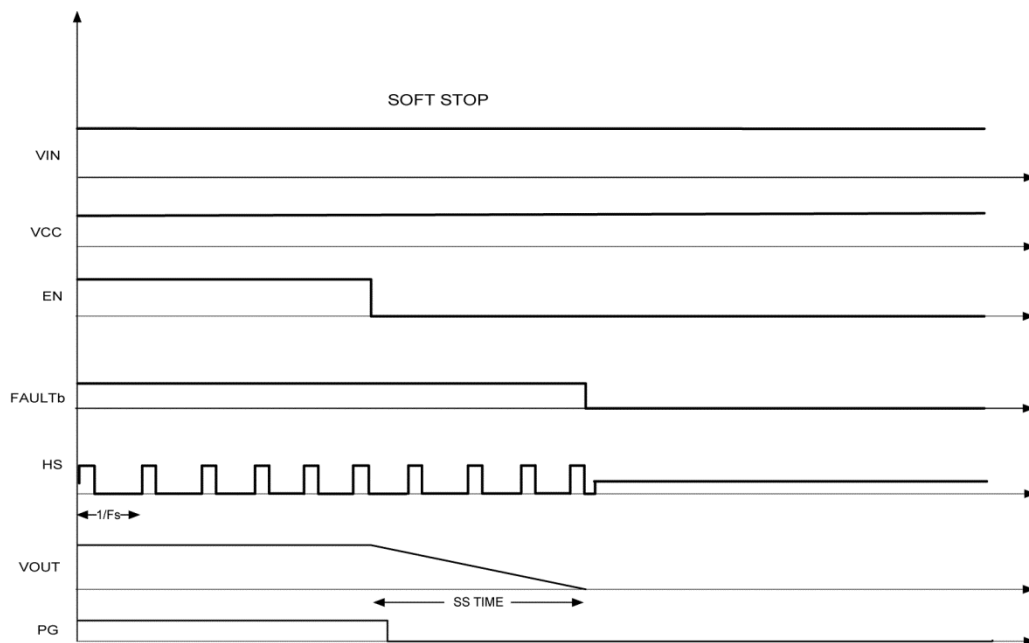 SOFT STOP
VIN
VCC
EN
FAULTb
HS
1/Fs
VOUT
SS TIME
PG